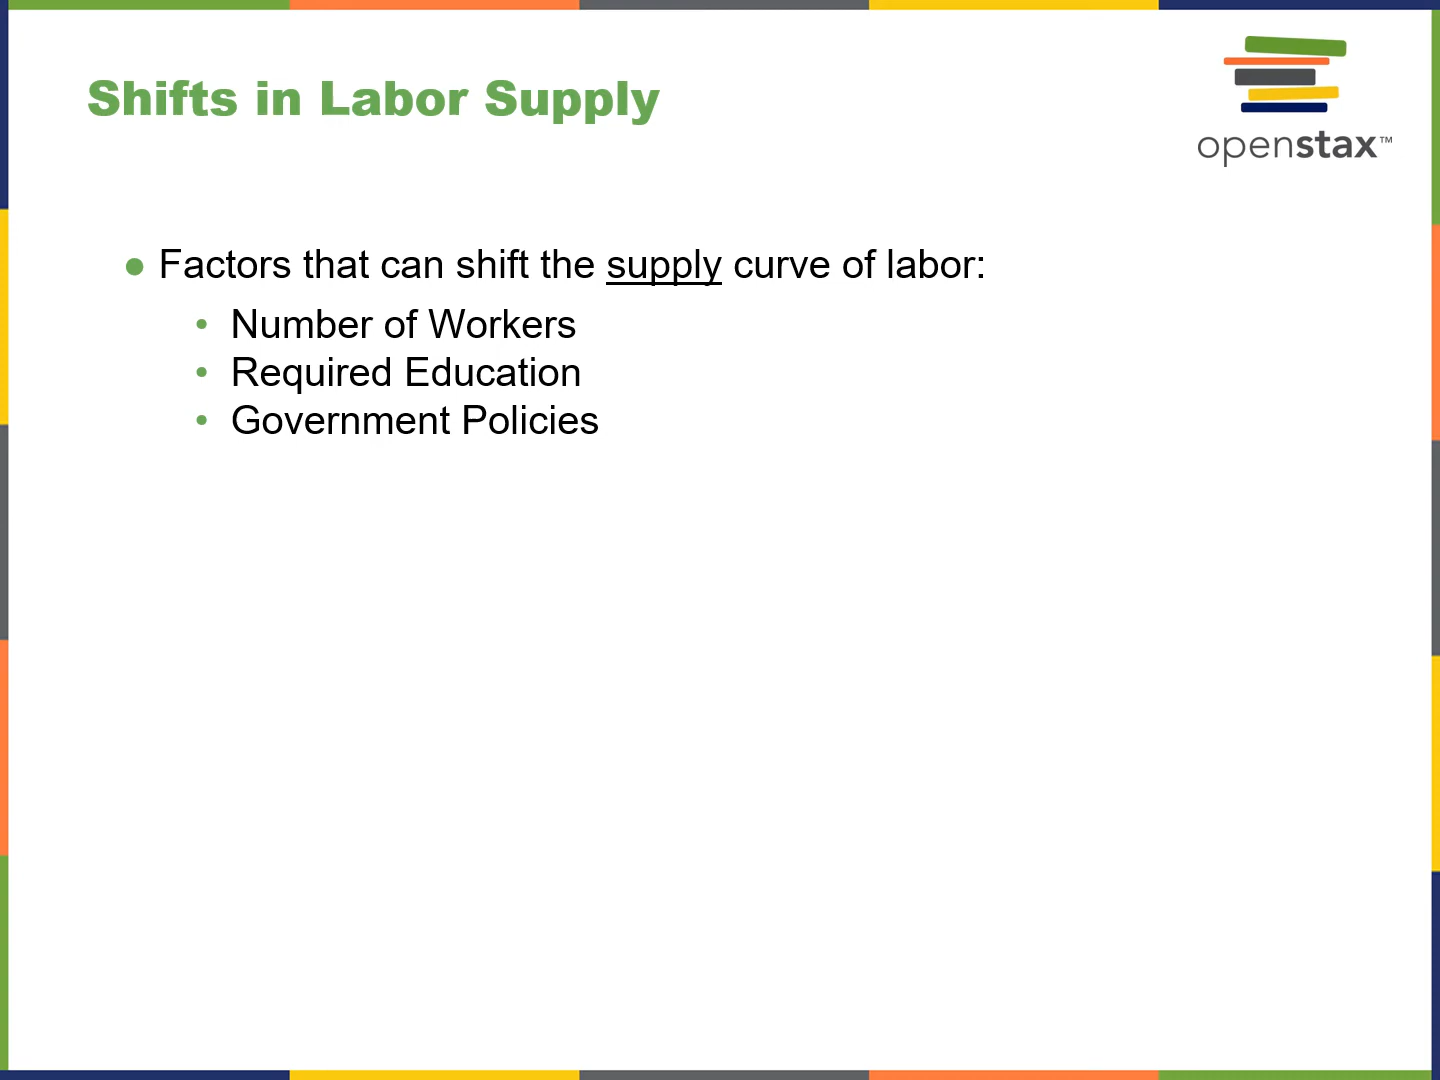 Shifts in Labor Supply
openstax™
● Factors that can shift the supply curve of labor:
• Number of Workers
• Required Education
• Government Policies